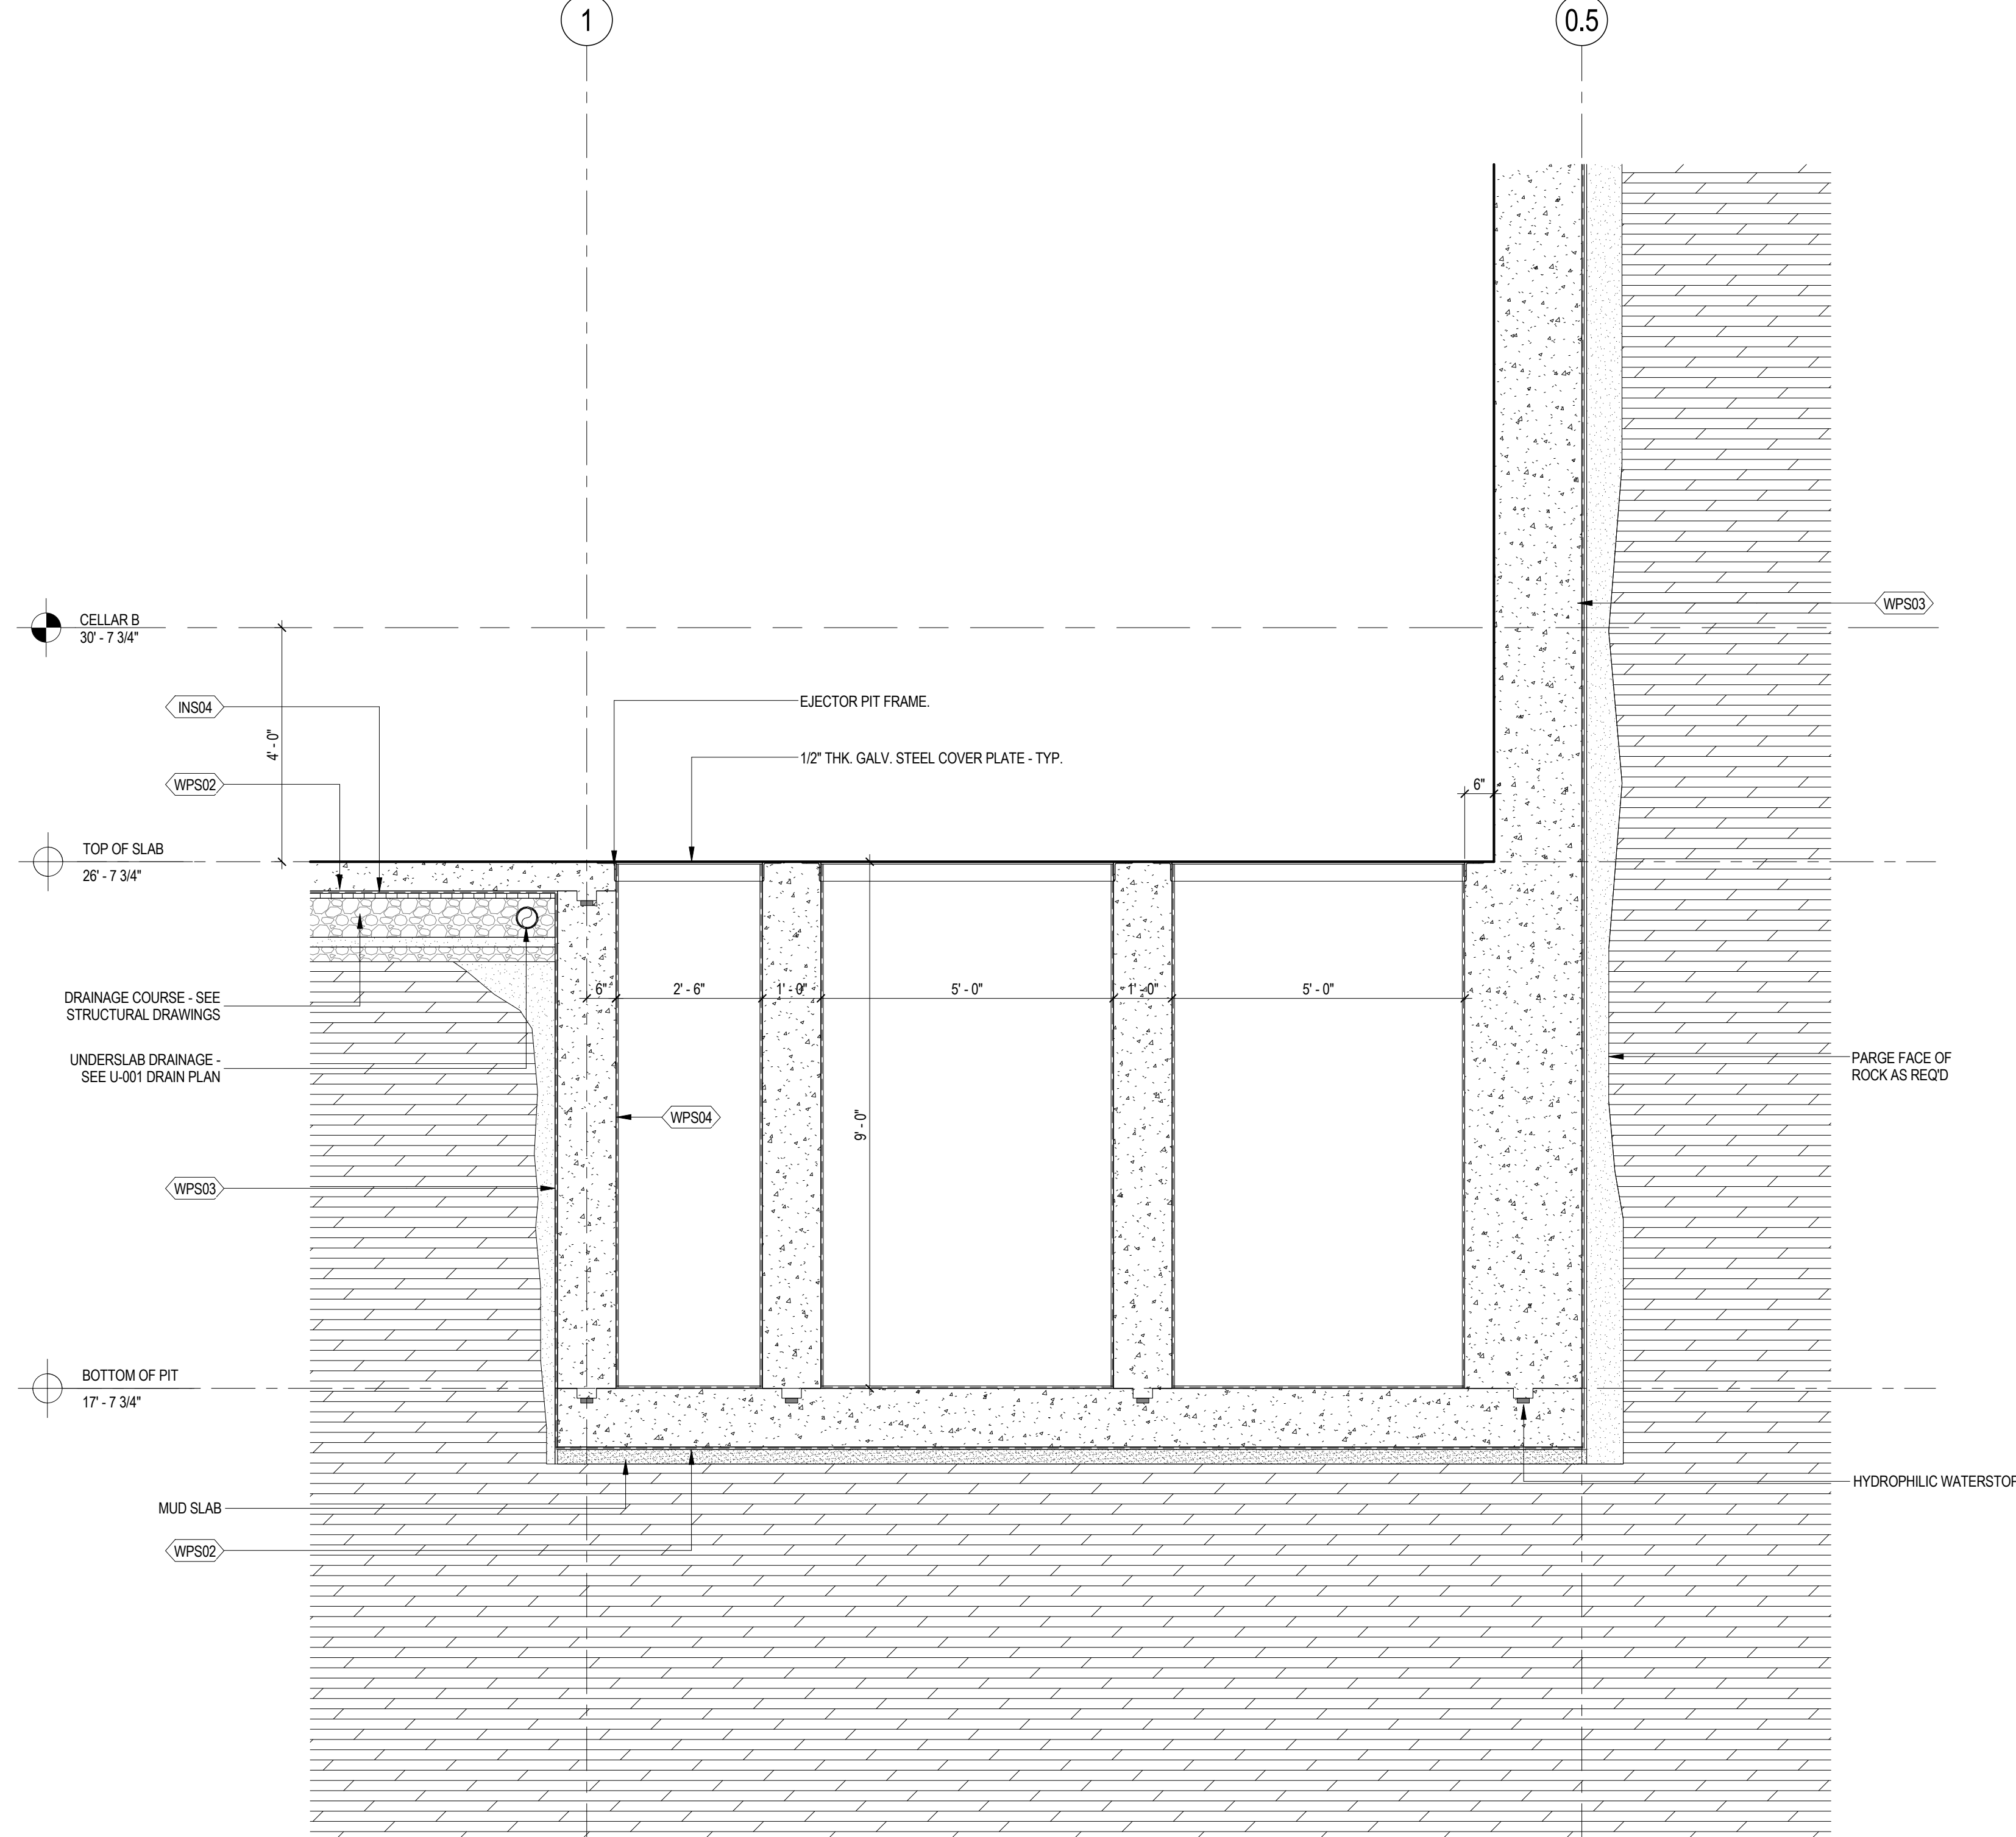 1
0.5
CELLAR B
30' - 7 3/4"
WPS03
INS04
4' - 0"
EJECTOR PIT FRAME.
1/2" THK. GALV. STEEL COVER PLATE - TYP.
WPS02
6"
TOP OF SLAB
26' - 7 3/4"
DRAINAGE COURSE - SEE
STRUCTURAL DRAWINGS
6"
2' - 6"
1' - 0"
5' - 0"
1' - 0"
5' - 0"
UNDERSLAB DRAINAGE -
SEE U-001 DRAIN PLAN
PARGE FACE OF
ROCK AS REQ'D
WPS04
9' - 0"
WPS03
BOTTOM OF PIT
17' - 7 3/4"
HYDROPHILIC WATERSTOP
MUD SLAB
WPS02